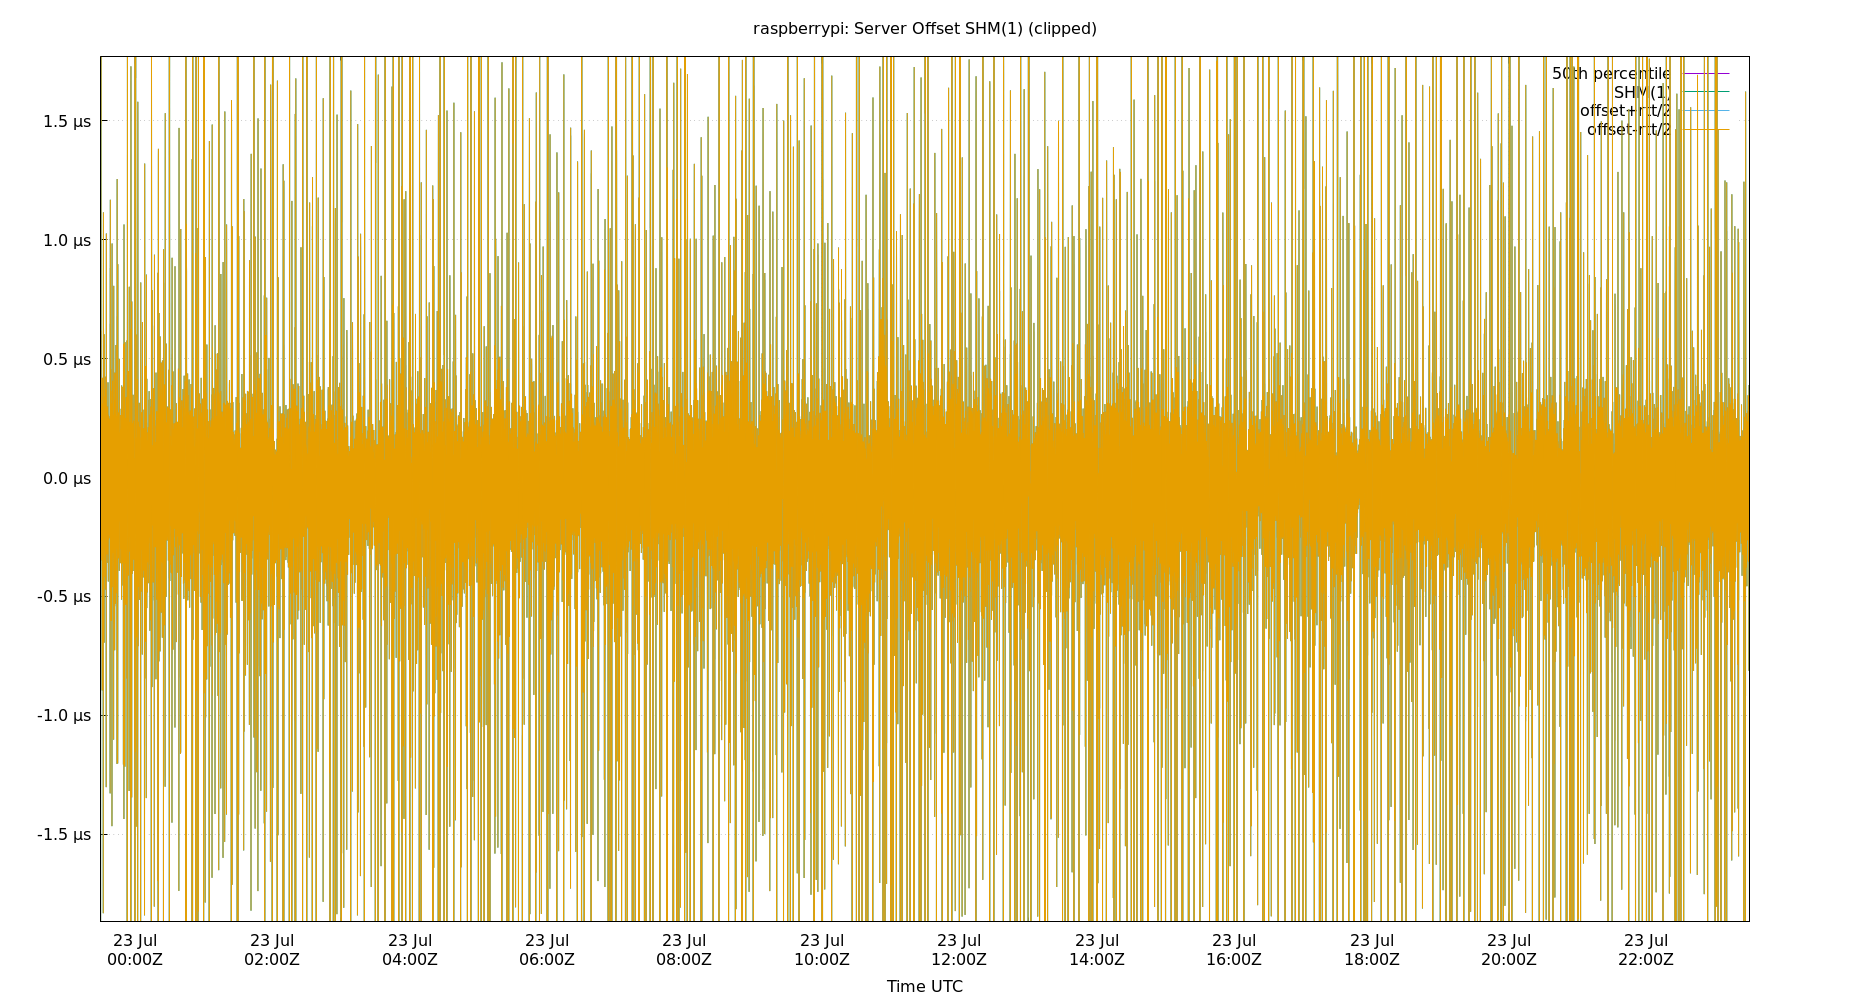 raspberrypi: Server Offset SHM(1) (clipped)
50th percentile
SHM(1)
offset+rtt/2
offset-rtt/2
1.5 µs
1.0 µs
0.5 µs
0.0 µs
-0.5 µs
-1.0 µs
-1.5 µs
23 Jul 23 Jul 23 Jul 23 Jul 23 Jul 23 Jul 23 Jul 23 Jul 23 Jul 23 Jul 23 Jul 23 Jul
00:00Z 02:00Z 04:00Z 06:00Z 08:00Z 10:00Z 12:00Z 14:00Z 16:00Z 18:00Z 20:00Z 22:00Z
Time UTC